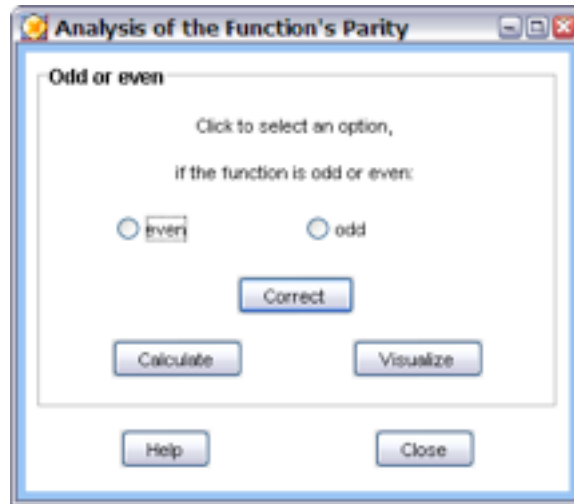 Analysis of the Function's Parity
Odd or even
Click to select an option,
if the function is odd or even:
even odd
Correct
Calculate Visualize
Help Close